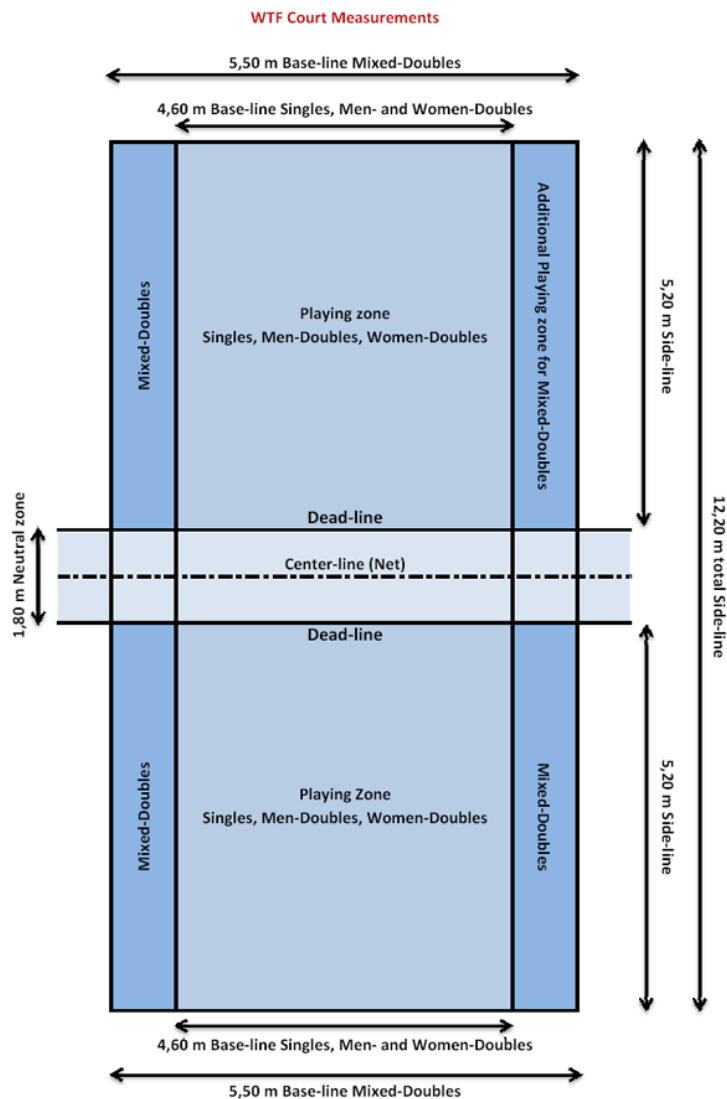 WTF Court Measurements
5,50 m Base-line Mixed-Doubles
4,60 m Base-line Singles, Men- and Women-Doubles
Mixed-Doubles
Playing zone
Singles, Men-Doubles, Women-Doubles
Additional Playing zone for Mixed-Doubles
5,20 m Side-line
12,20 m total Side-line
1,80 m Neutral zone
Dead-line
Center-line (Net)
Dead-line
Mixed-Doubles
Playing Zone
Singles, Men-Doubles, Women-Doubles
Mixed-Doubles
5,20 m Side-line
4,60 m Base-line Singles, Men- and Women-Doubles
5,50 m Base-line Mixed-Doubles